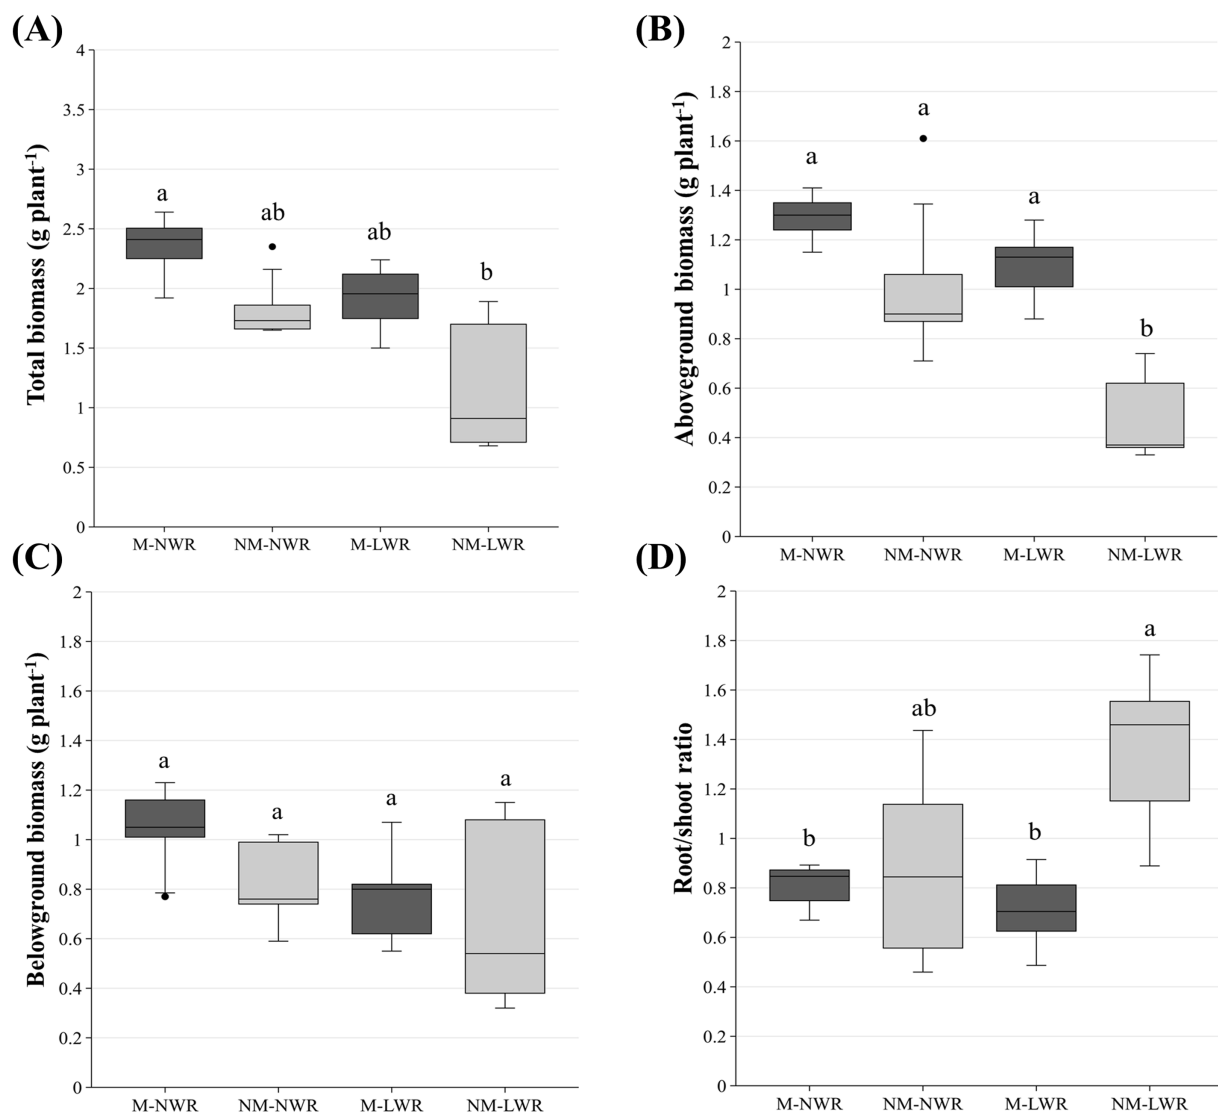 (A)
Total biomass (g plant⁻¹)
4
3.5
3
2.5
2
1.5
1
0.5
0
a
ab
ab
b
M-NWR NM-NWR M-LWR NM-LWR
(B)
Aboveground biomass (g plant⁻¹)
2
1.8
1.6
1.4
1.2
1
0.8
0.6
0.4
0.2
0
a
a
a
b
M-NWR NM-NWR M-LWR NM-LWR
(C)
Belowground biomass (g plant⁻¹)
2
1.8
1.6
1.4
1.2
1
0.8
0.6
0.4
0.2
0
a
a
a
a
M-NWR NM-NWR M-LWR NM-LWR
(D)
Root/shoot ratio
2
1.8
1.6
1.4
1.2
1
0.8
0.6
0.4
0.2
0
b
ab
b
a
M-NWR NM-NWR M-LWR NM-LWR